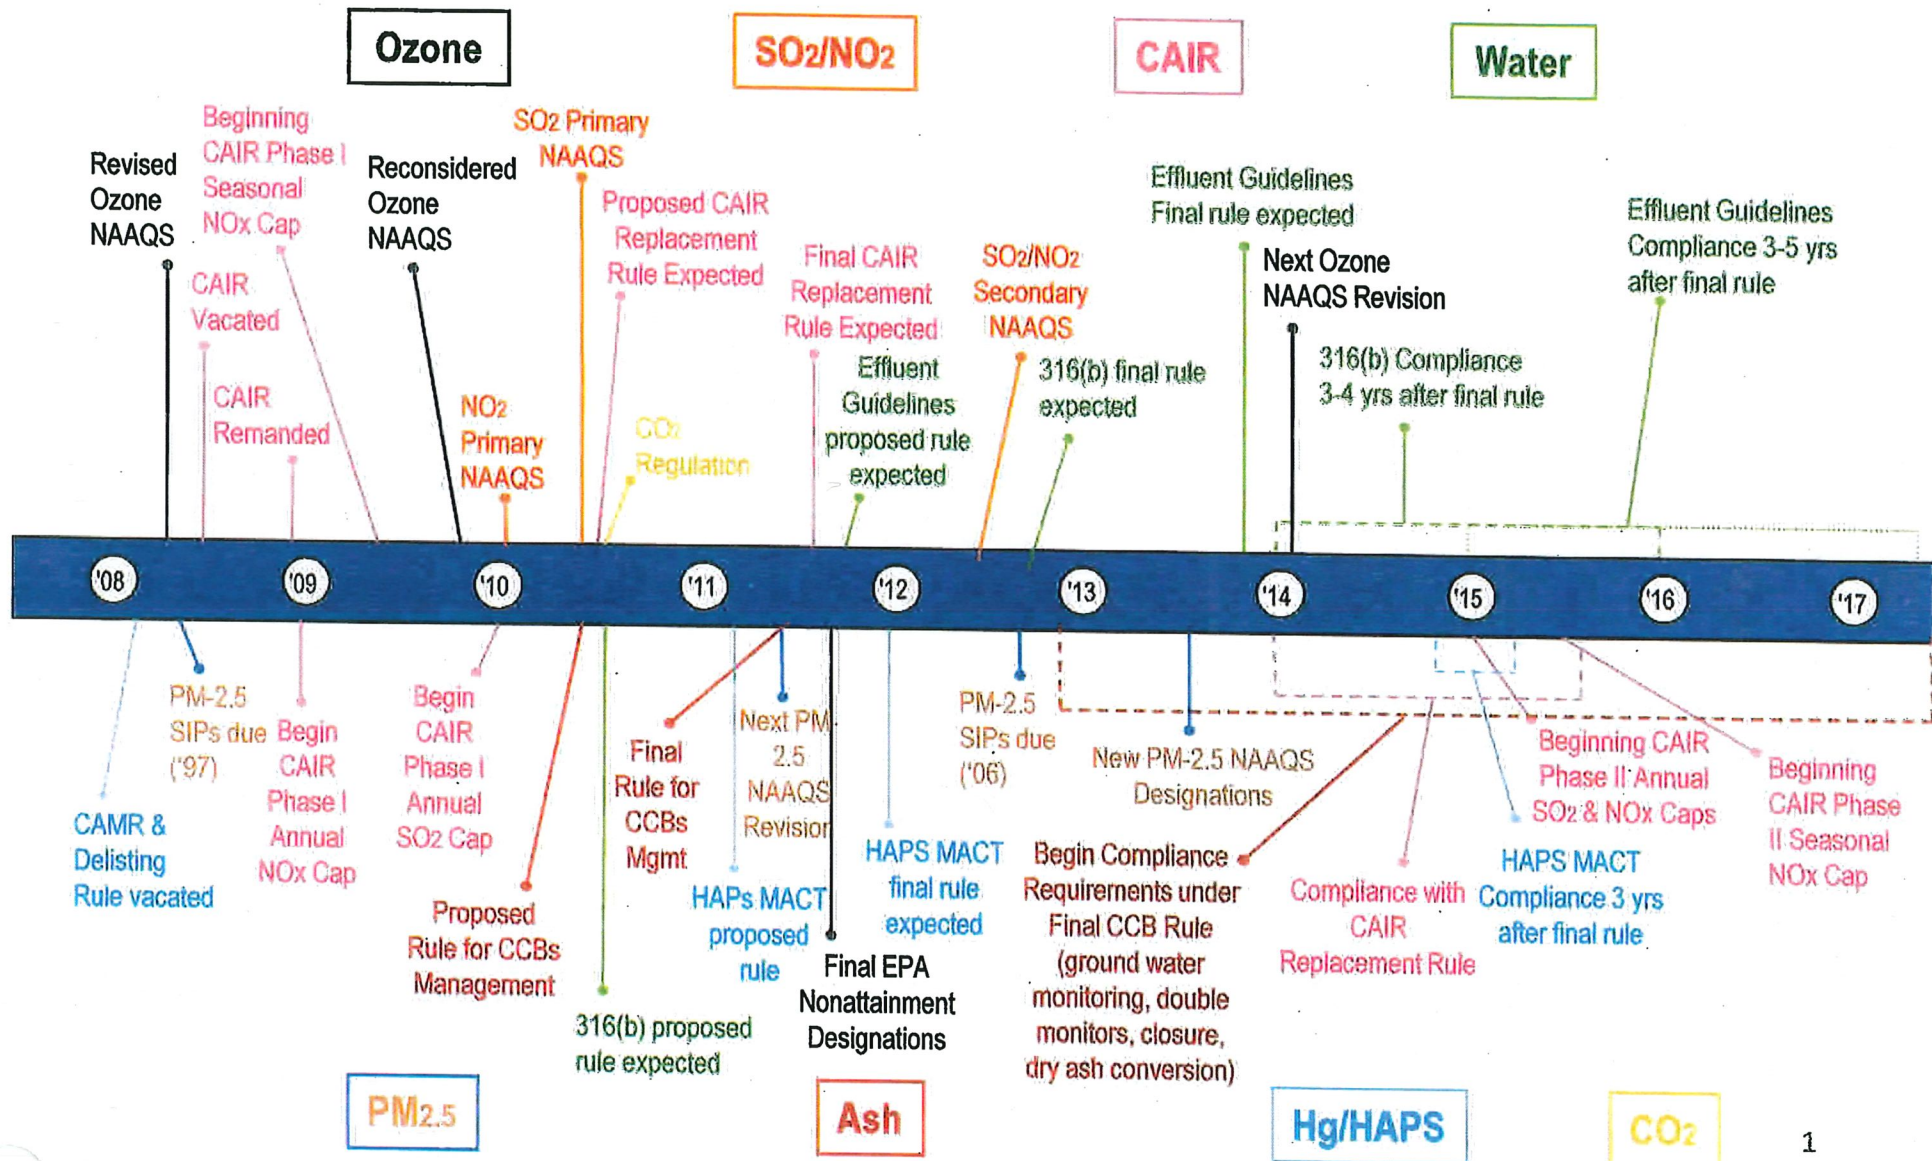 Ozone
SO2/NO2
CAIR
Water
Revised
Ozone
NAAQS
Beginning
CAIR Phase I
Seasonal
NOx Cap
CAIR
Vacated
CAIR
Remanded
Reconsidered
Ozone
NAAQS
NO2
Primary
NAAQS
SO2 Primary
NAAQS
Proposed CAIR
Replacement
Rule Expected
CO2
Regulation
Final CAIR
Replacement
Rule Expected
Effluent
Guidelines
proposed rule
expected
SO2/NO2
Secondary
NAAQS
316(b) final rule
expected
Effluent Guidelines
Final rule expected
Next Ozone
NAAQS Revision
316(b) Compliance
3-4 yrs after final rule
Effluent Guidelines
Compliance 3-5 yrs
after final rule
'08
'09
'10
'11
'12
'13
'14
'15
'16
'17
CAMR &
Delisting
Rule vacated
PM-2.5
SIPs due
('97)
Begin
CAIR
Phase I
Annual
NOx Cap
Begin
CAIR
Phase I
Annual
SO2 Cap
Proposed
Rule for CCBs
Management
316(b) proposed
rule expected
Final
Rule for
CCBs
Mgmt
Next PM
2.5
NAAQS
Revision
HAPs MACT
proposed
rule
Final EPA
Nonattainment
Designations
HAPS MACT
final rule
expected
PM-2.5
SIPs due
('06)
New PM-2.5 NAAQS
Designations
Begin Compliance
Requirements under
Final CCB Rule
(ground water
monitoring, double
monitors, closure,
dry ash conversion)
Compliance with
CAIR
Replacement Rule
Beginning CAIR
Phase II Annual
SO2 & NOx Caps
HAPS MACT
Compliance 3 yrs
after final rule
Beginning
CAIR Phase
II Seasonal
NOx Cap
PM2.5
Ash
Hg/HAPS
CO2
1